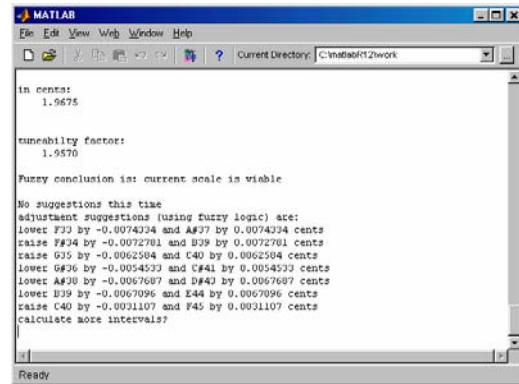 MATLAB
File Edit View Web Window Help
? Current Directory: C:\matlabR12\work
in cents:
1.9675
tuneabilty factor:
1.9570
Fuzzy conclusion is: current scale is viable
No suggestions this time
adjustment suggestions (using fuzzy logic) are:
lower F33 by -0.0074334 and A#37 by 0.0074334 cents
raise F#34 by -0.0072781 and B39 by 0.0072781 cents
raise G35 by -0.0062584 and C40 by 0.0062584 cents
lower G#36 by -0.0054533 and C#41 by 0.0054533 cents
lower A#38 by -0.0067687 and D#43 by 0.0067687 cents
lower B39 by -0.0067096 and E44 by 0.0067096 cents
raise C40 by -0.0031107 and F45 by 0.0031107 cents
calculate more intervals?
Ready